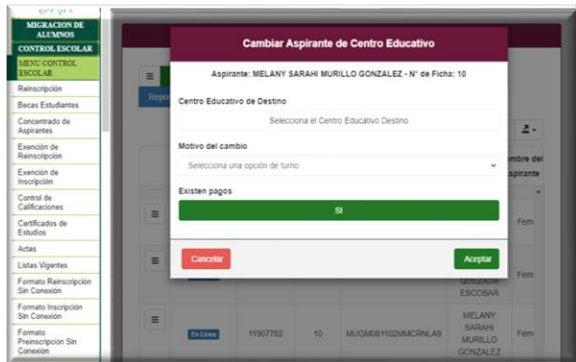 MIGRACION DE
ALUMNOS
CONTROL ESCOLAR
MENU CONTROL
ESCOLAR
Reinscripción
Becas Estudiantes
Concentrado de
Aspirantes
Exención de
Reinscripción
Exención de
Inscripción
Control de
Calificaciones
Certificados de
Estudios
Actas
Listas Vigentes
Formato Reinscripción
Sin Conexión
Formato Inscripción
Sin Conexión
Formato
Preinscripción Sin
Conexión
Cambiar Aspirante de Centro Educativo
Aspirante: MELANY SARAHI MURILLO GONZALEZ - N° de Ficha: 10
Centro Educativo de Destino
Selecciona el Centro Educativo Destino
Motivo del cambio
Selecciona una opción de turno
Existen pagos
SI
Cancelar
Aceptar
Repor
ombre del
spirante
Fem
QUEZADA
ESCOBAR
Fem
En Línea
11907782
10
MUGM081102MMCRNLA9
MELANY
SARAHI
MURILLO
GONZALEZ
Fem